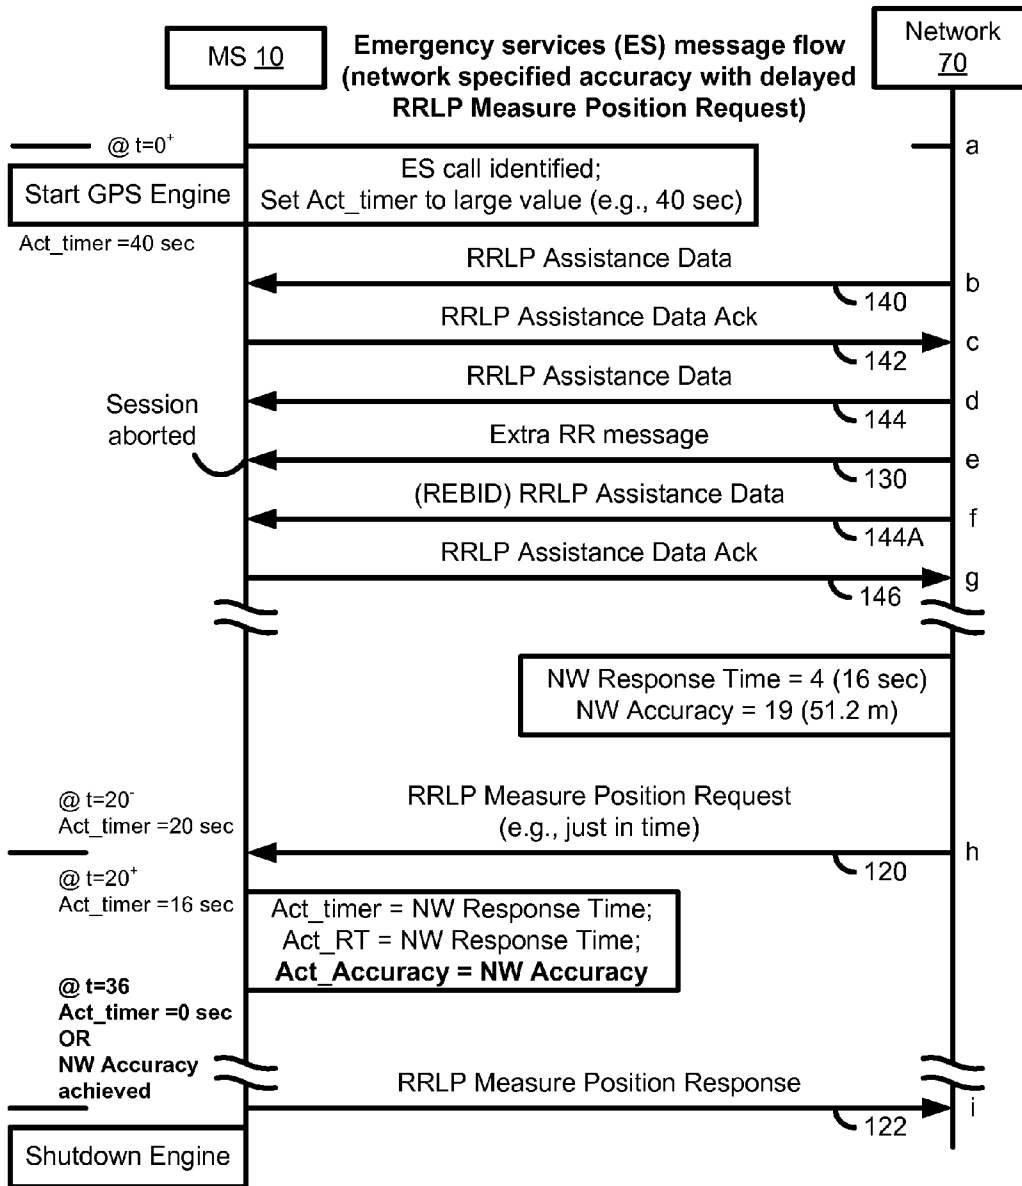 MS 10
Emergency services (ES) message flow
(network specified accuracy with delayed
RRLP Measure Position Request)
Network
70
@ t=0+
a
Start GPS Engine
ES call identified;
Set Act_timer to large value (e.g., 40 sec)
Act_timer =40 sec
RRLP Assistance Data
b
140
RRLP Assistance Data Ack
c
142
RRLP Assistance Data
d
144
Session
aborted
Extra RR message
e
130
(REBID) RRLP Assistance Data
f
144A
RRLP Assistance Data Ack
g
146
NW Response Time = 4 (16 sec)
NW Accuracy = 19 (51.2 m)
@ t=20-
Act_timer =20 sec
RRLP Measure Position Request
(e.g., just in time)
h
120
@ t=20+
Act_timer =16 sec
Act_timer = NW Response Time;
Act_RT = NW Response Time;
Act_Accuracy = NW Accuracy
@ t=36
Act_timer =0 sec
OR
NW Accuracy
achieved
RRLP Measure Position Response
i
122
Shutdown Engine